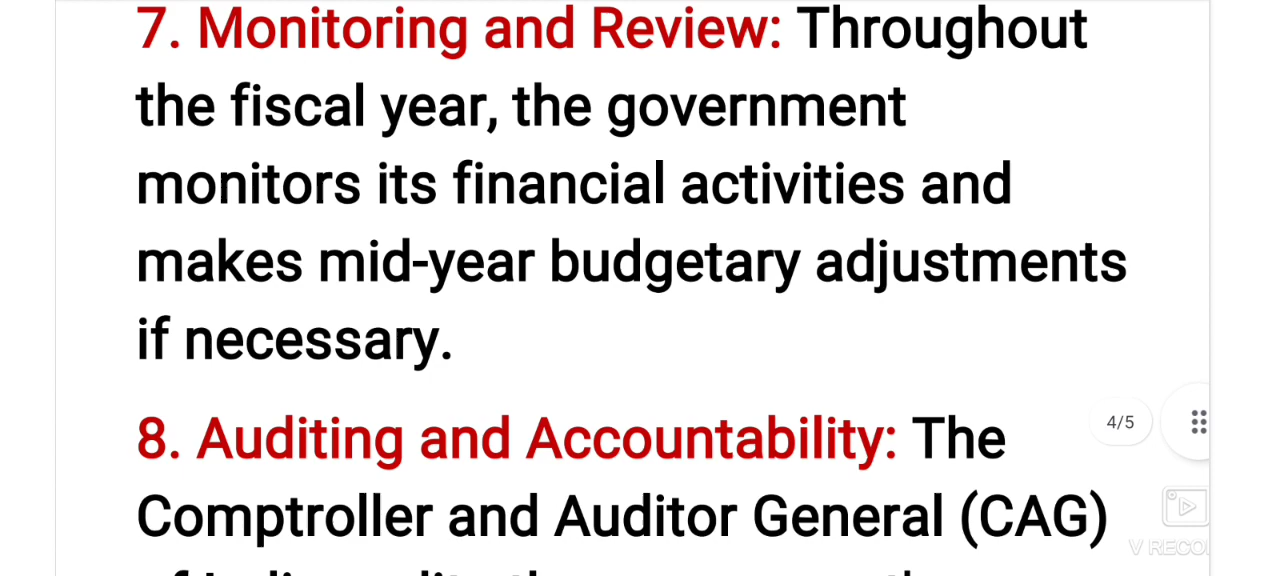 7. Monitoring and Review: Throughout
the fiscal year, the government
monitors its financial activities and
makes mid-year budgetary adjustments
if necessary.
8. Auditing and Accountability: The
4/5
Comptroller and Auditor General (CAG)
V RECO